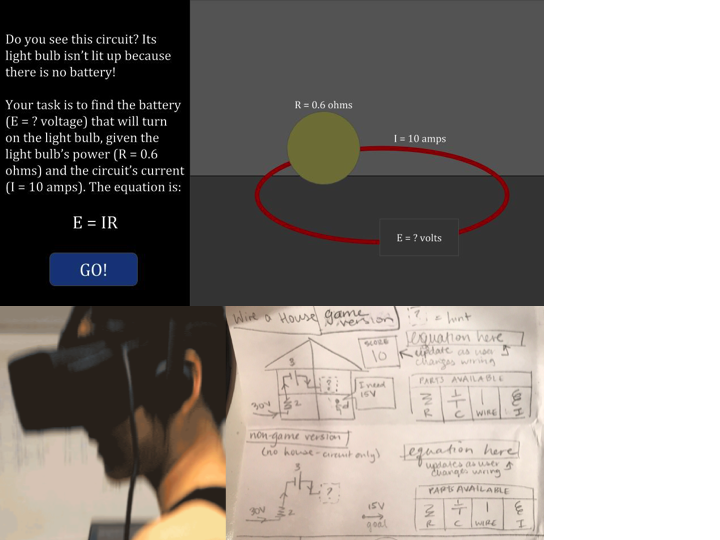 Do you see this circuit? Its
light bulb isn't lit up because
there is no battery!
Your task is to find the battery
(E = ? voltage) that will turn
on the light bulb, given the
light bulb's power (R = 0.6
ohms) and the circuit's current
(I = 10 amps). The equation is:
E = IR
GO!
R = 0.6 ohms
I = 10 amps
E = ? volts
Wire a House game
version
? = hint
SCORE
10
equation here
update as user
changes wiring
3
?
I need
15V
30V
2
PARTS AVAILABLE
R C WIRE I
non-game version
(no house-circuit only)
equation here
updates as user
changes wiring
3
?
30V
2
15V
goal
PARTS AVAILABLE
R C WIRE I